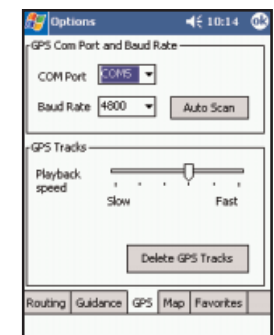 Options 10:14 ok
GPS Com Port and Baud Rate
COM Port COM5
Baud Rate 4800 Auto Scan
GPS Tracks
Playback speed
Slow Fast
Delete GPS Tracks
Routing Guidance GPS Map Favorites